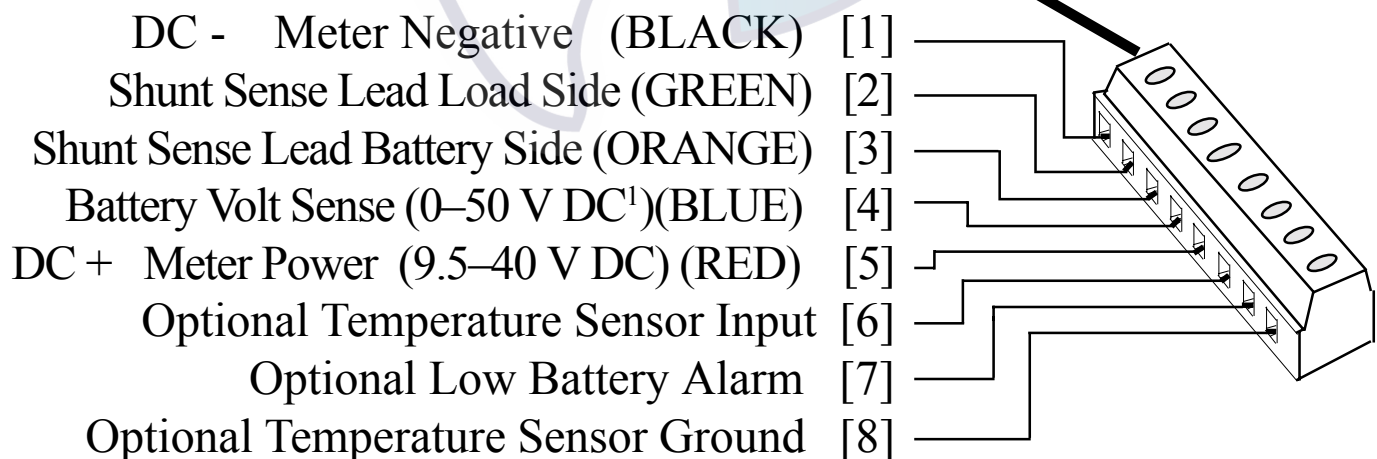 DC - Meter Negative (BLACK) [1]
Shunt Sense Lead Load Side (GREEN) [2]
Shunt Sense Lead Battery Side (ORANGE) [3]
Battery Volt Sense (0–50 V DC¹)(BLUE) [4]
DC + Meter Power (9.5–40 V DC) (RED) [5]
Optional Temperature Sensor Input [6]
Optional Low Battery Alarm [7]
Optional Temperature Sensor Ground [8]